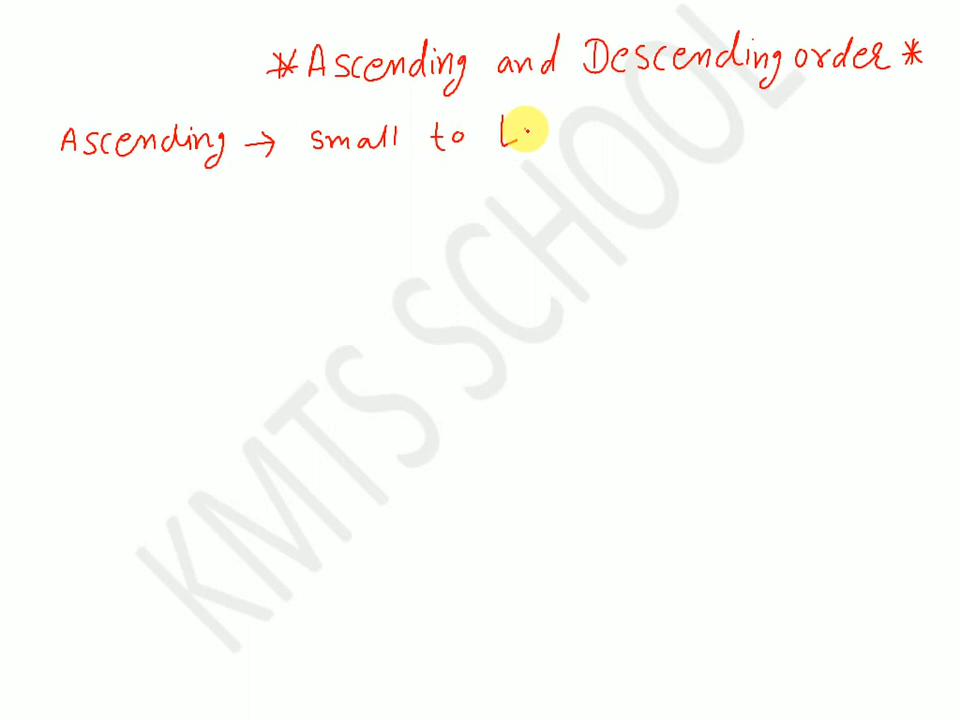 *Ascending and Descending order*
Ascending → small to L
KMTS SCHOOL